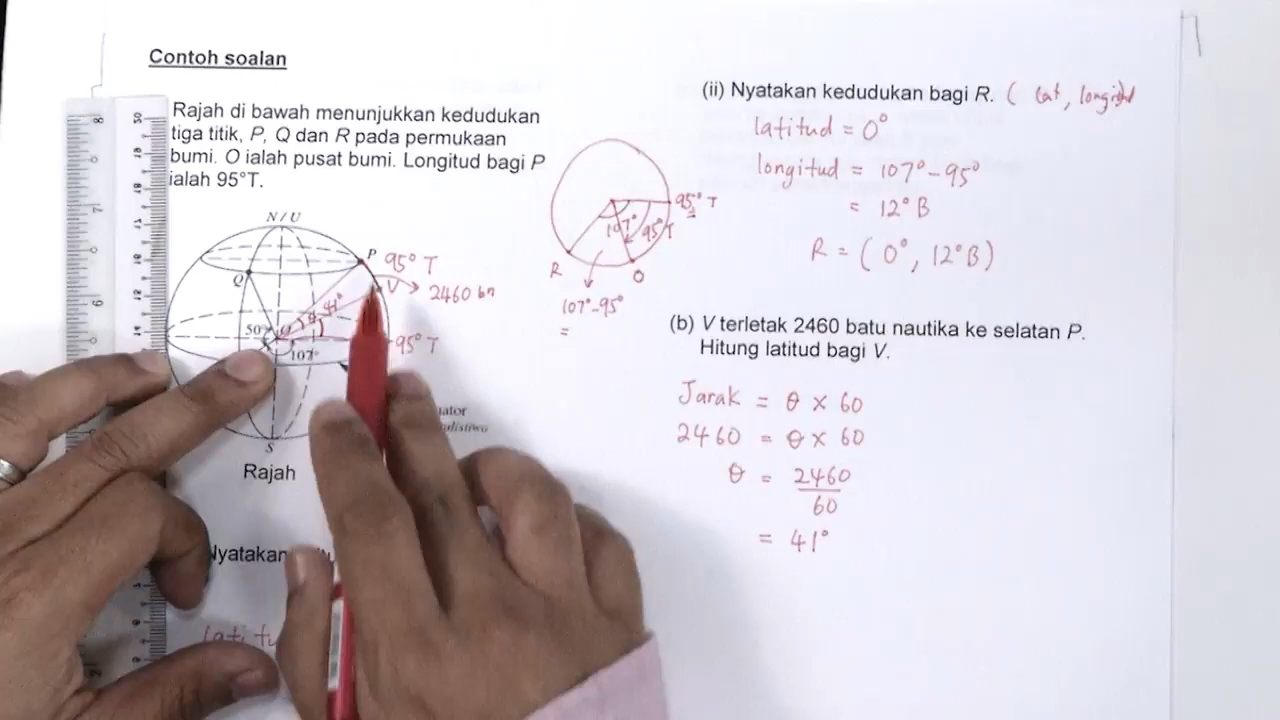 Contoh soalan
Rajah di bawah menunjukkan kedudukan
tiga titik, P, Q dan R pada permukaan
bumi. O ialah pusat bumi. Longitud bagi P
ialah 95°T.
N / U
P 95° T
Q
V 2460 bn
41°
50°
95° T
107°
S
Rajah
Nyatakan
95° T
107°
95° T
R
O
107°-95°
=
(ii) Nyatakan kedudukan bagi R. ( lat, longitud
latitud = 0°
longitud = 107° - 95°
= 12° B
R = ( 0°, 12° B )
(b) V terletak 2460 batu nautika ke selatan P.
Hitung latitud bagi V.
Jarak = θ × 60
2460 = θ × 60
θ = 2460
60
= 41°